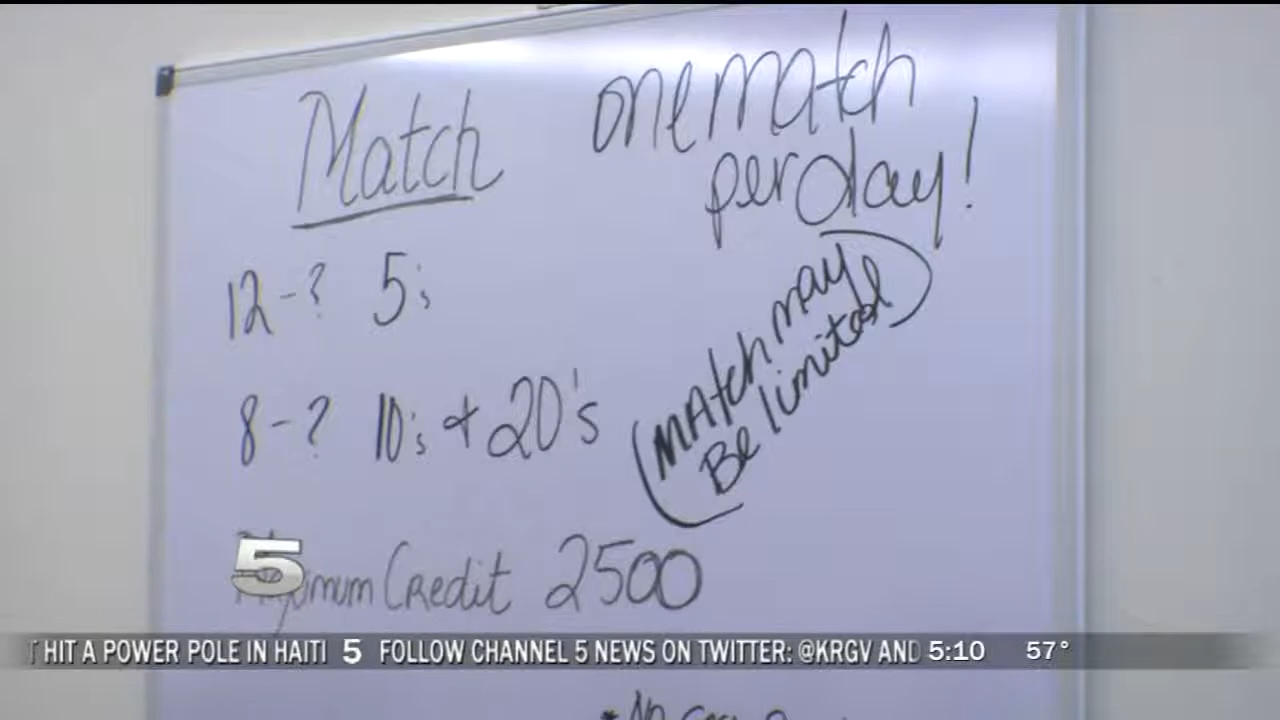 Match
one match
per day!
12-? 5's
8-? 10's & 20's
(MAtch may
Be limited)
Credit 2500
5
HIT A POWER POLE IN HAITI 5 FOLLOW CHANNEL 5 NEWS ON TWITTER: @KRGV AND 5:10 57°
* No